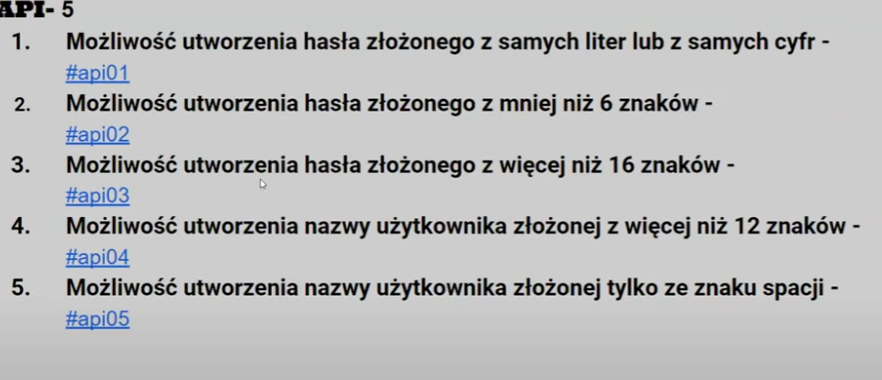 API- 5
1. Możliwość utworzenia hasła złożonego z samych liter lub z samych cyfr -
#api01
2. Możliwość utworzenia hasła złożonego z mniej niż 6 znaków -
#api02
3. Możliwość utworzenia hasła złożonego z więcej niż 16 znaków -
#api03
4. Możliwość utworzenia nazwy użytkownika złożonej z więcej niż 12 znaków -
#api04
5. Możliwość utworzenia nazwy użytkownika złożonej tylko ze znaku spacji -
#api05